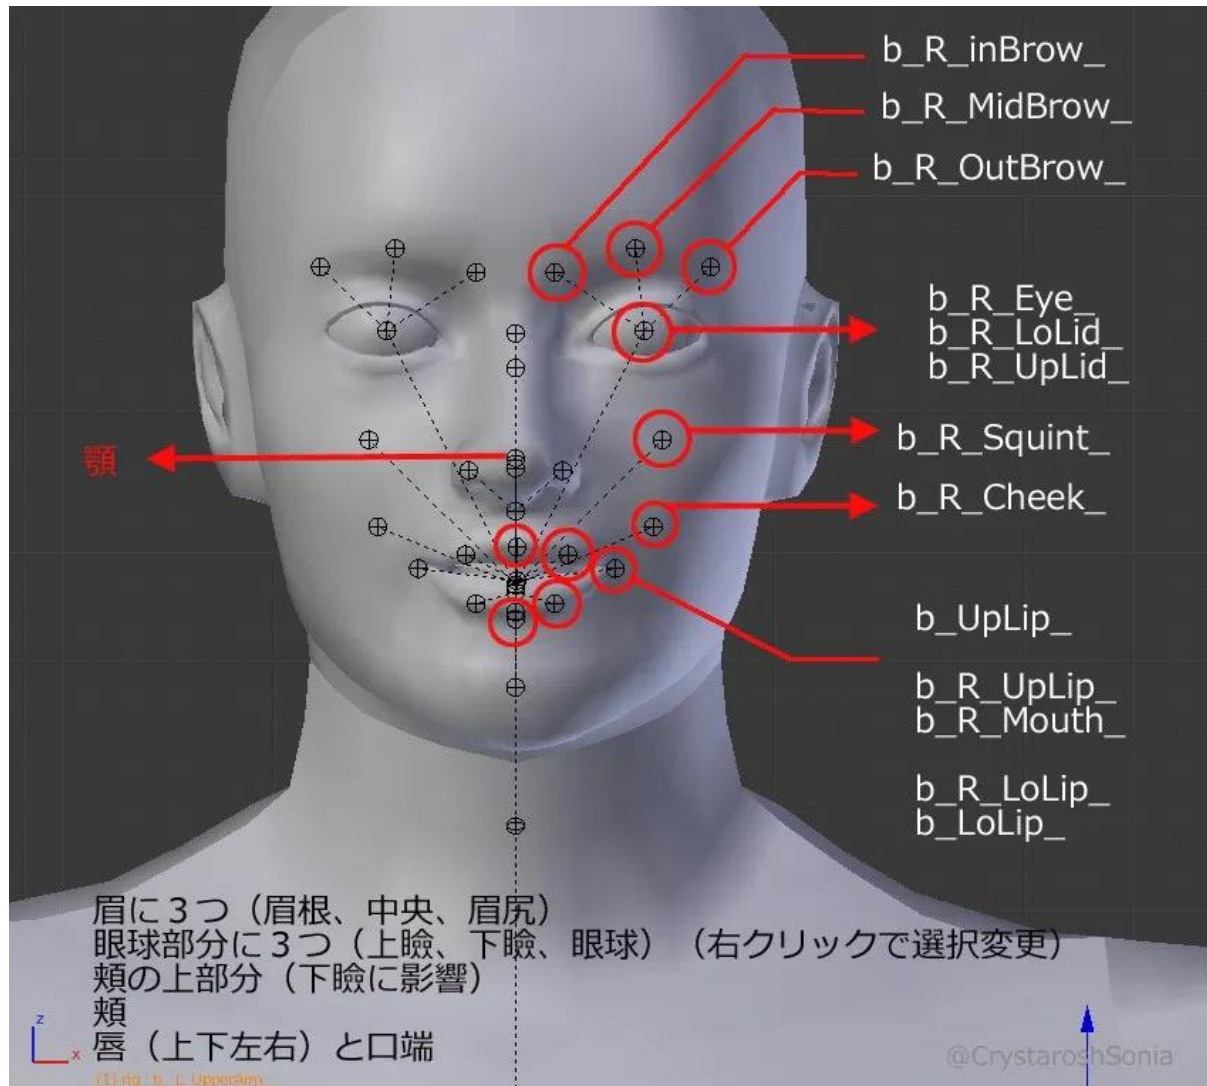 b_R_inBrow_
b_R_MidBrow_
b_R_OutBrow_
b_R_Eye_
b_R_LoLid_
b_R_UpLid_
b_R_Squint_
顎
b_R_Cheek_
b_UpLip_
b_R_UpLip_
b_R_Mouth_
b_R_LoLip_
b_LoLip_
眉に３つ（眉根、中央、眉尻）
眼球部分に３つ（上瞼、下瞼、眼球）（右クリックで選択変更）
頬の上部分（下瞼に影響）
頬
唇（上下左右）と口端
z
x
@CrystaroshSonia
(1) rig : b_L_UpperArm